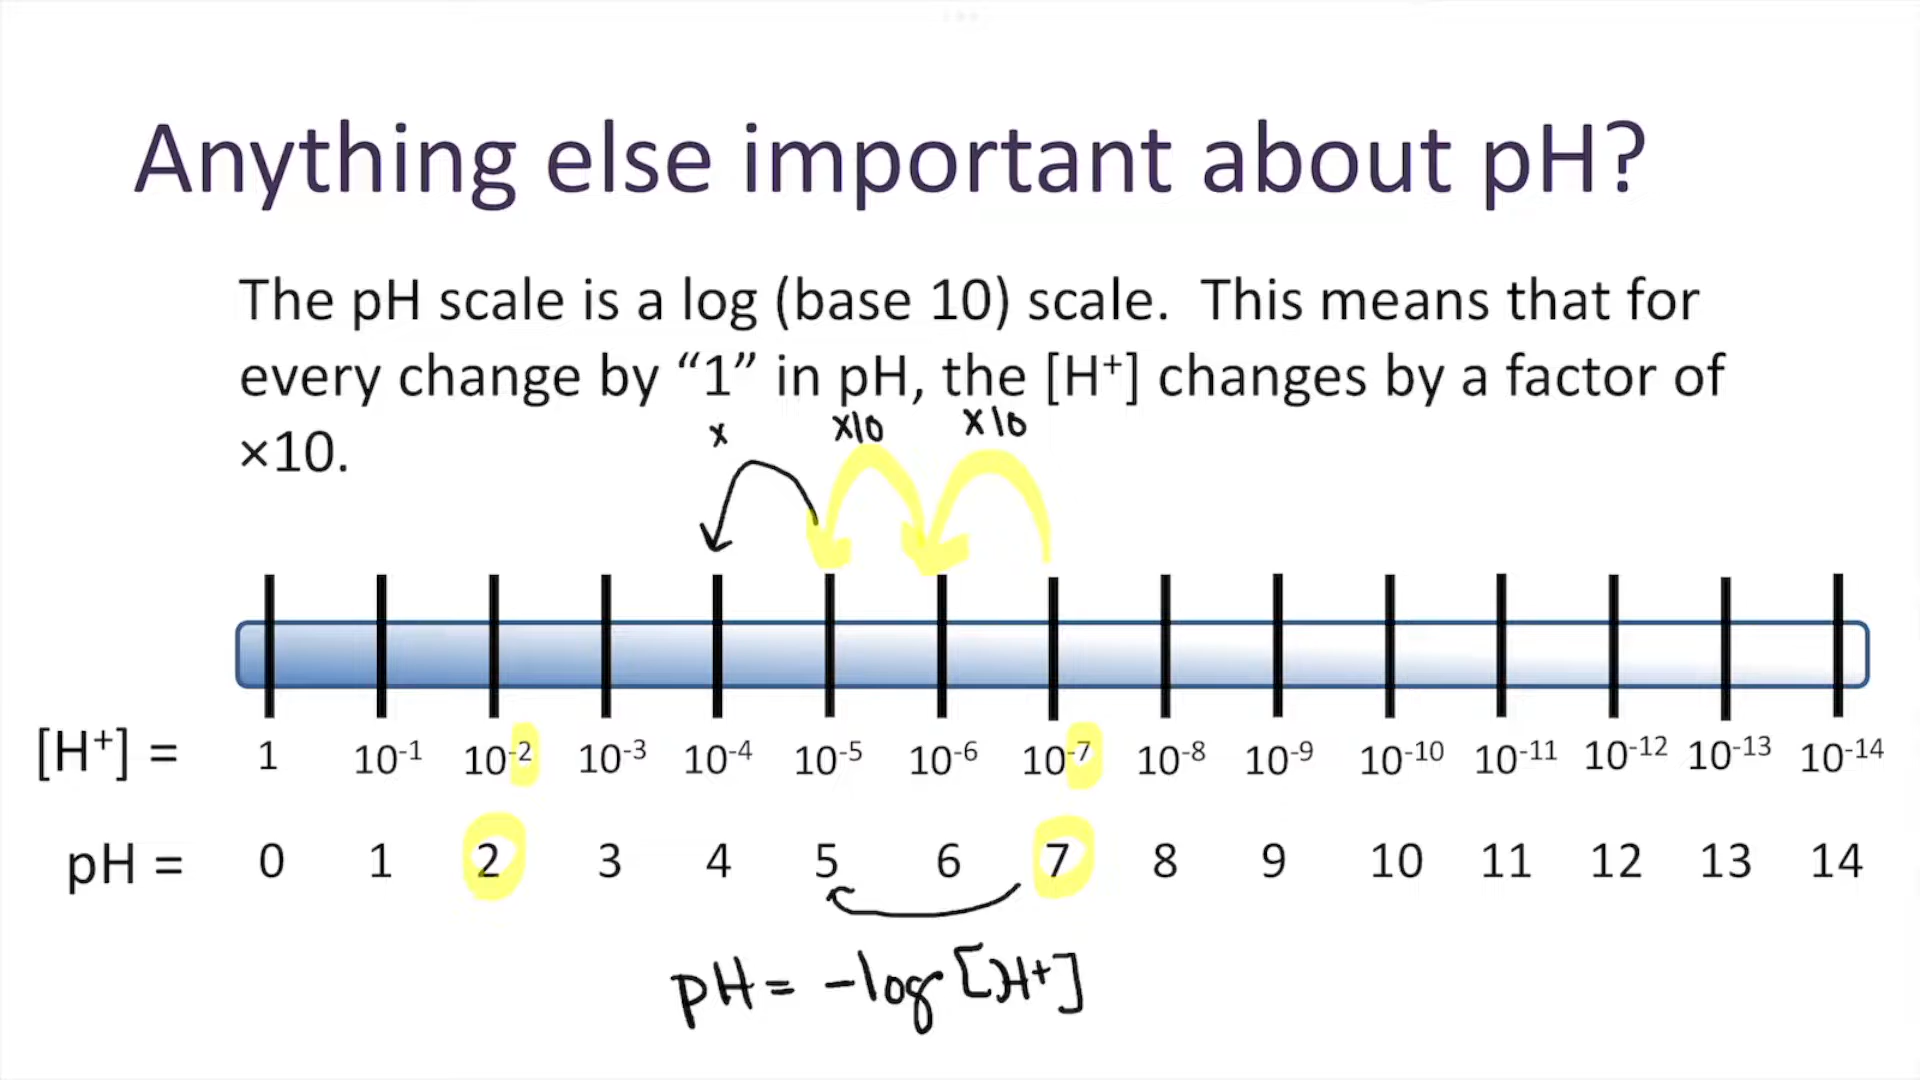 Anything else important about pH?
The pH scale is a log (base 10) scale. This means that for
every change by “1” in pH, the [H⁺] changes by a factor of
×10.
x x10 x10
[H⁺] = 1 10⁻¹ 10⁻² 10⁻³ 10⁻⁴ 10⁻⁵ 10⁻⁶ 10⁻⁷ 10⁻⁸ 10⁻⁹ 10⁻¹⁰ 10⁻¹¹ 10⁻¹² 10⁻¹³ 10⁻¹⁴
pH = 0 1 2 3 4 5 6 7 8 9 10 11 12 13 14
pH = -log [H⁺]